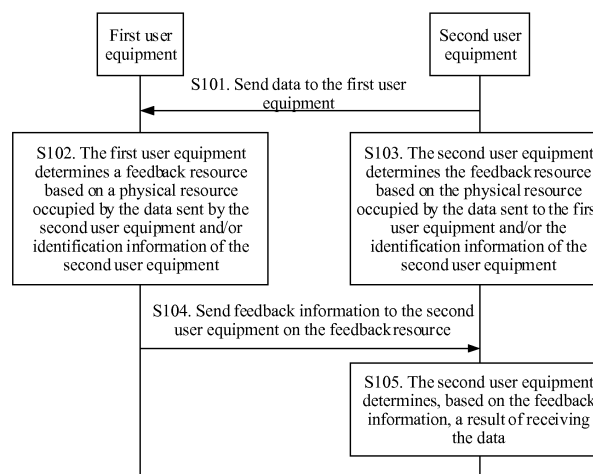 First user
equipment
Second user
equipment
S101. Send data to the first user
equipment
S102. The first user equipment
determines a feedback resource
based on a physical resource
occupied by the data sent by the
second user equipment and/or
identification information of the
second user equipment
S103. The second user equipment
determines the feedback resource
based on the physical resource
occupied by the data sent to the first
user equipment and/or the
identification information of the
second user equipment
S104. Send feedback information to the second
user equipment on the feedback resource
S105. The second user equipment
determines, based on the feedback
information, a result of receiving
the data